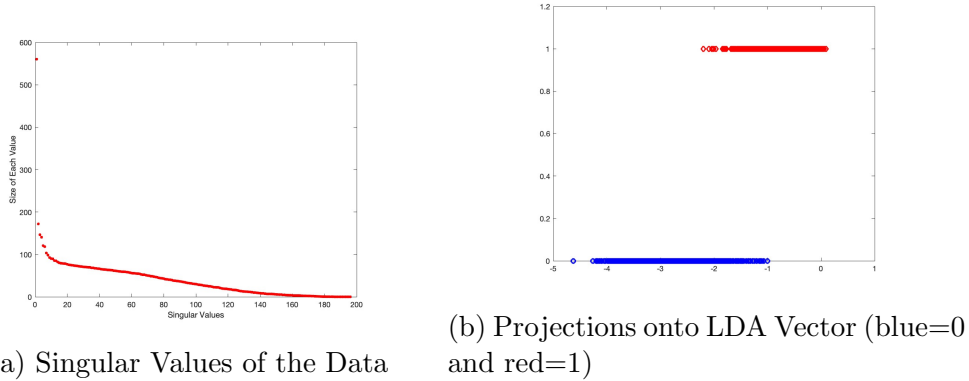 600
500
400
300
200
100
0
Size of Each Value
0 20 40 60 80 100 120 140 160 180 200
Singular Values
a) Singular Values of the Data
1.2
1
0.8
0.6
0.4
0.2
0
-5 -4 -3 -2 -1 0 1
(b) Projections onto LDA Vector (blue=0
and red=1)